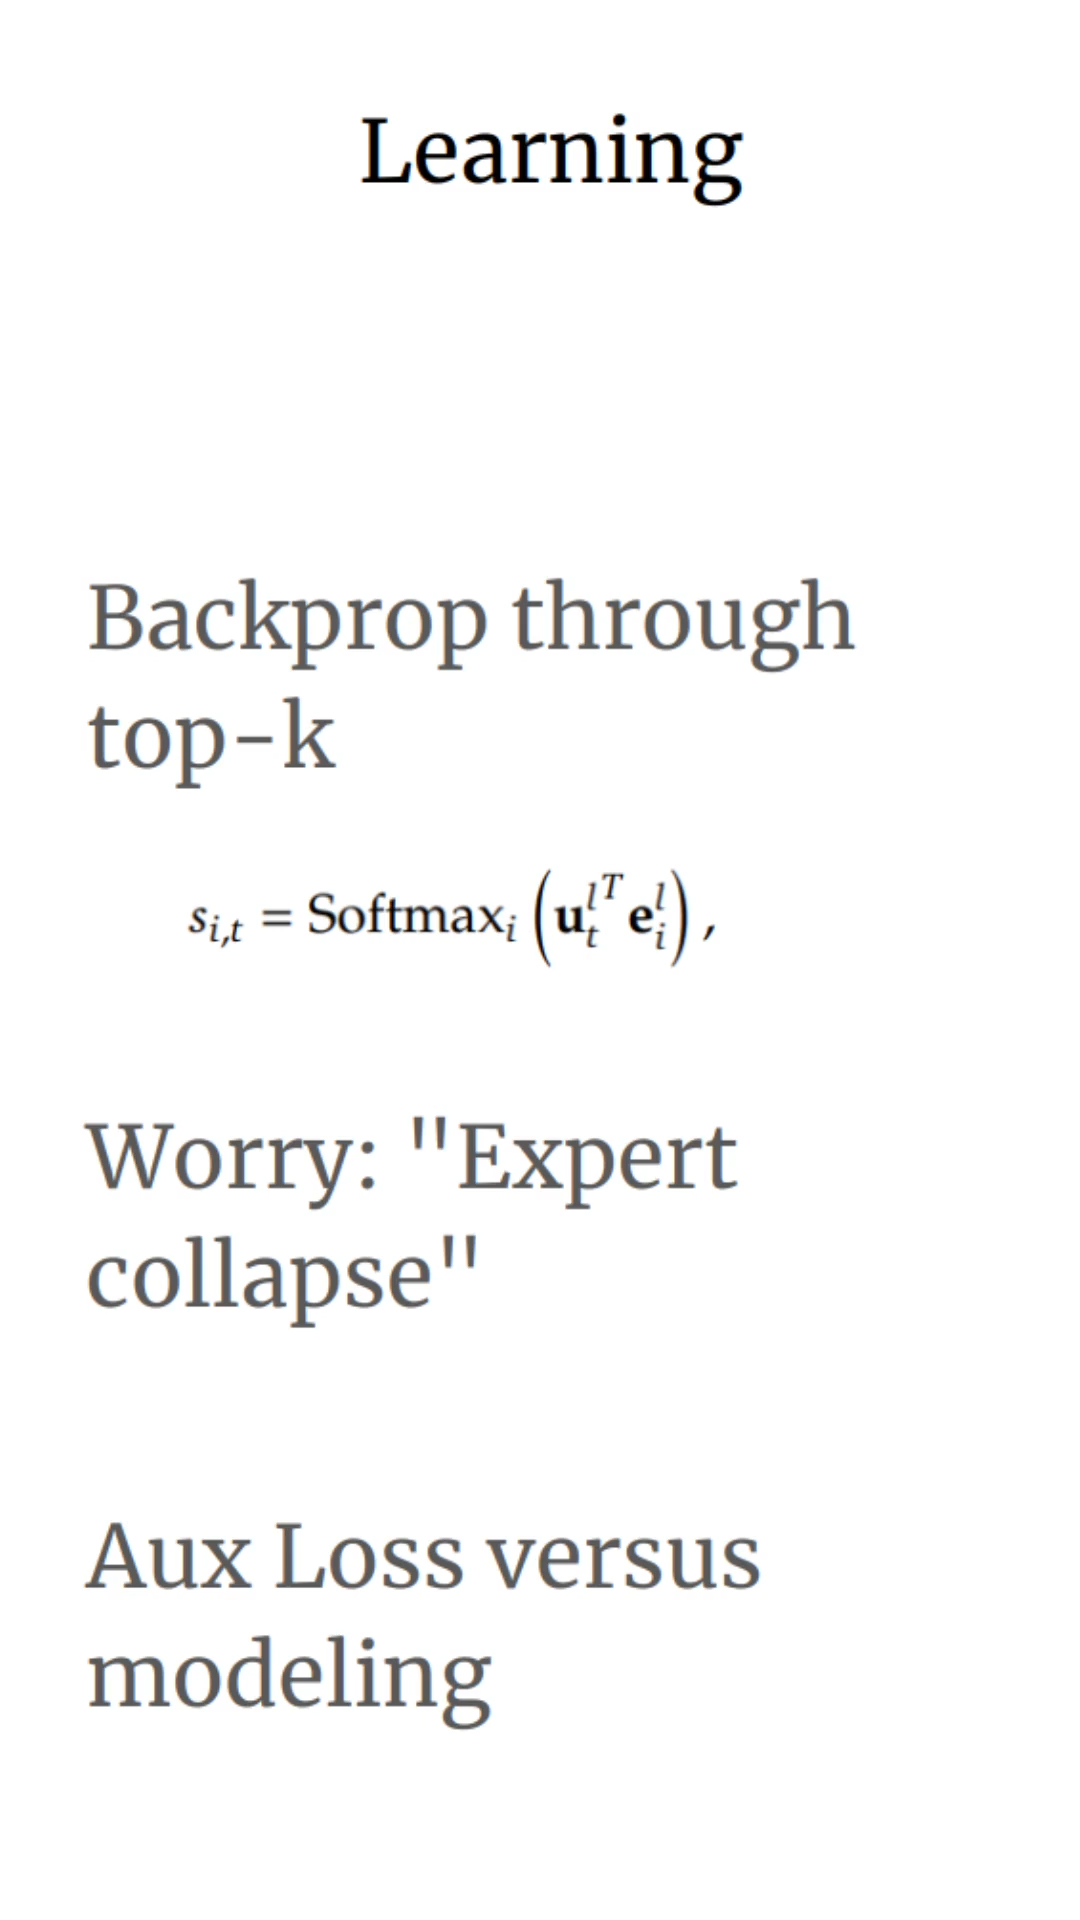 Learning
Backprop through
top-k
s_{i,t} = Softmax_i (u_t^{l^T} e_i^l) ,
Worry: "Expert
collapse"
Aux Loss versus
modeling